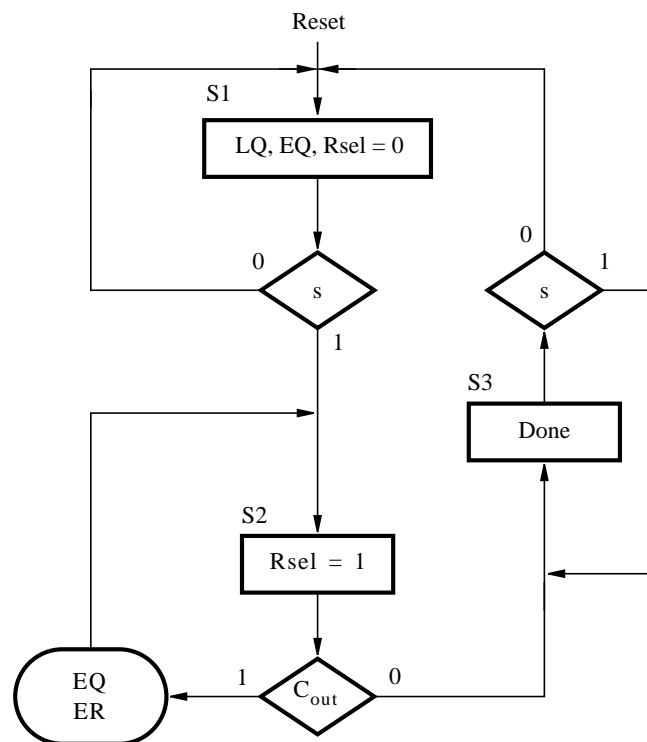 Reset
S1
LQ, EQ, Rsel = 0
0
s
1
0
s
1
S3
Done
S2
Rsel = 1
EQ
ER
1
Cout
0